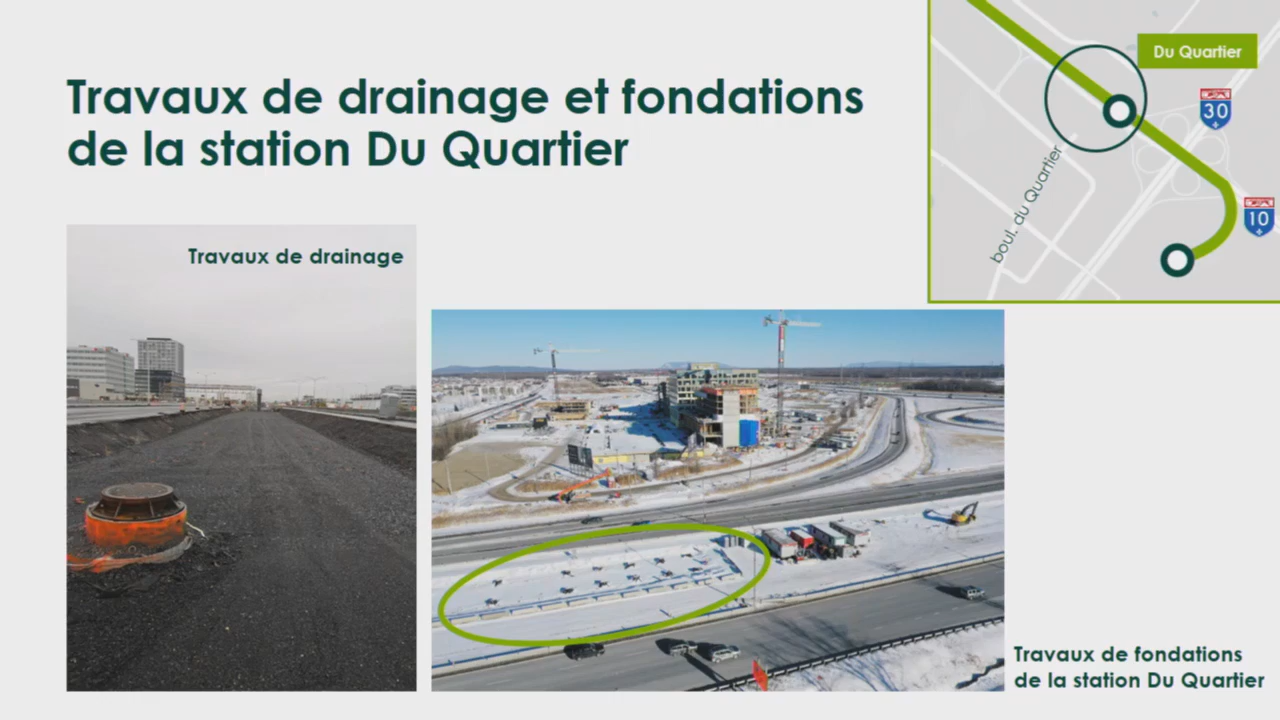 Travaux de drainage et fondations
de la station Du Quartier
Du Quartier
30
10
boul. du Quartier
Travaux de drainage
Travaux de fondations
de la station Du Quartier